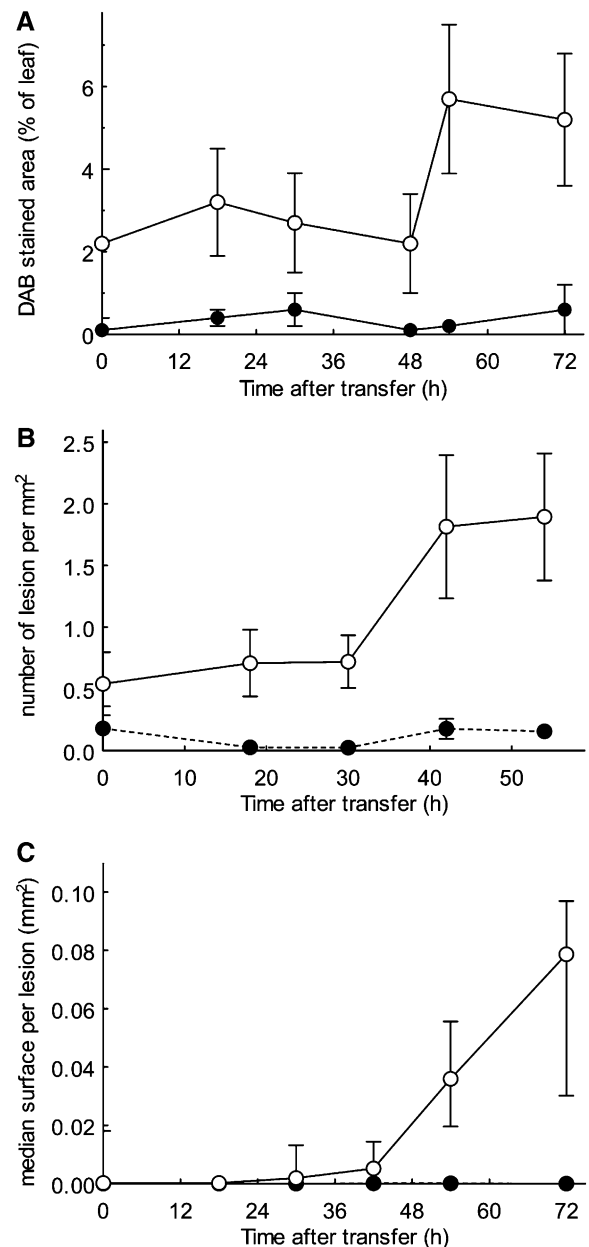 A
DAB stained area (% of leaf)
6
4
2
0
0 12 24 36 48 60 72
Time after transfer (h)
B
number of lesion per mm²
2.5
2.0
1.5
1.0
0.5
0.0
0 10 20 30 40 50
Time after transfer (h)
C
median surface per lesion (mm²)
0.10
0.08
0.06
0.04
0.02
0.00
0 12 24 36 48 60 72
Time after transfer (h)